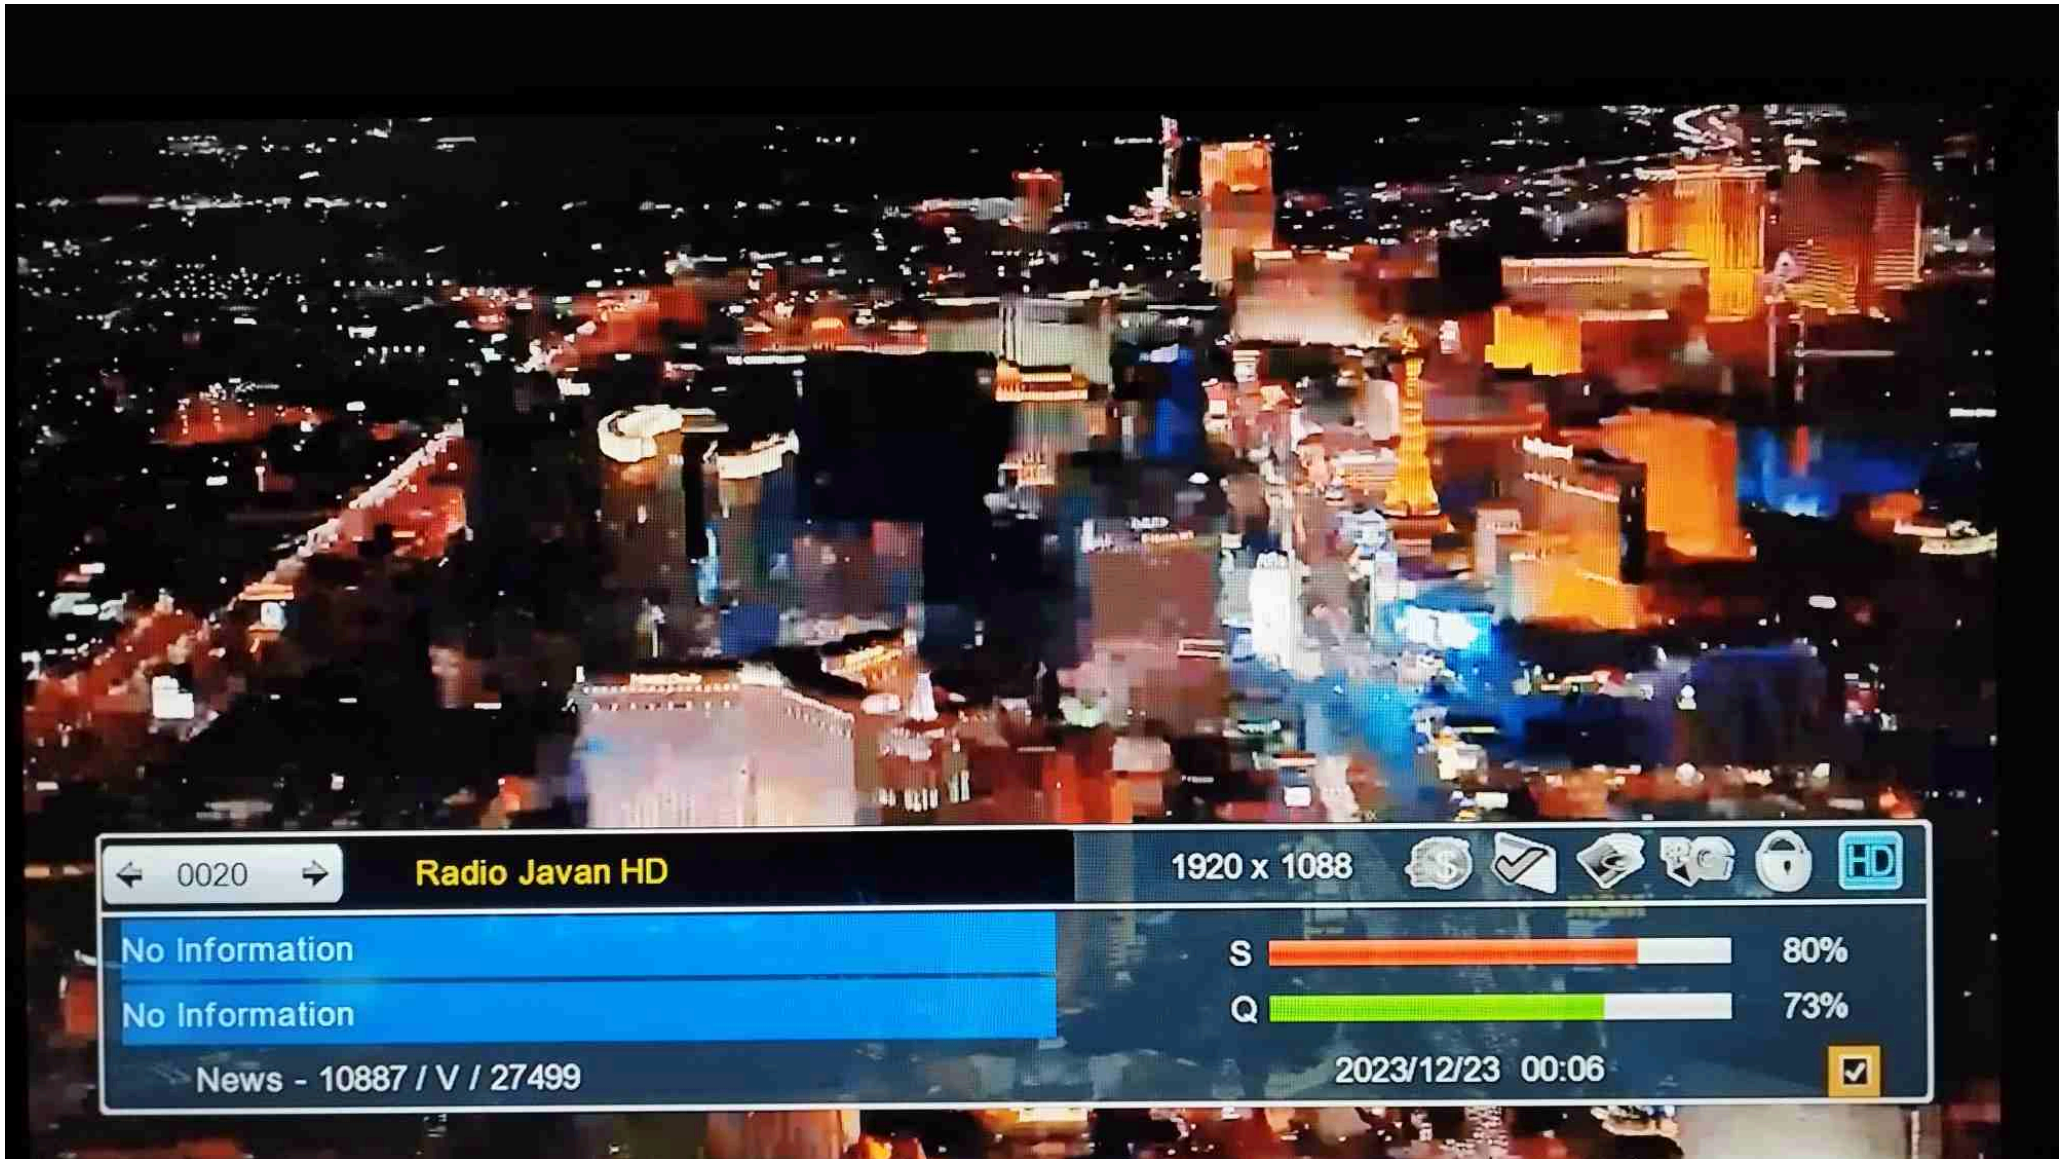 0020
Radio Javan HD
1920 x 1088
HD
No Information
S 80%
No Information
Q 73%
News - 10887 / V / 27499
2023/12/23 00:06